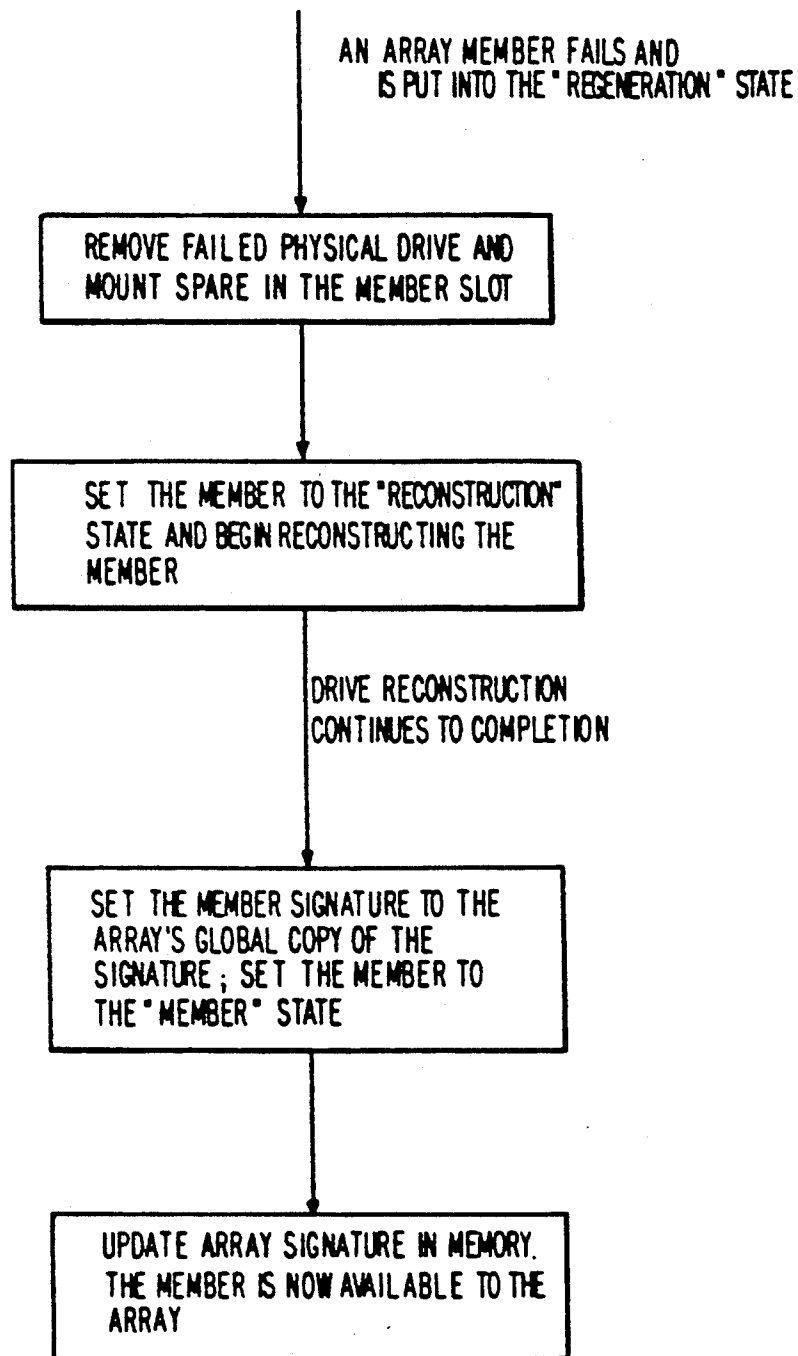 AN ARRAY MEMBER FAILS AND
IS PUT INTO THE "REGENERATION" STATE
REMOVE FAILED PHYSICAL DRIVE AND
MOUNT SPARE IN THE MEMBER SLOT
SET THE MEMBER TO THE "RECONSTRUCTION"
STATE AND BEGIN RECONSTRUCTING THE
MEMBER
DRIVE RECONSTRUCTION
CONTINUES TO COMPLETION
SET THE MEMBER SIGNATURE TO THE
ARRAY'S GLOBAL COPY OF THE
SIGNATURE; SET THE MEMBER TO
THE "MEMBER" STATE
UPDATE ARRAY SIGNATURE IN MEMORY.
THE MEMBER IS NOW AVAILABLE TO THE
ARRAY